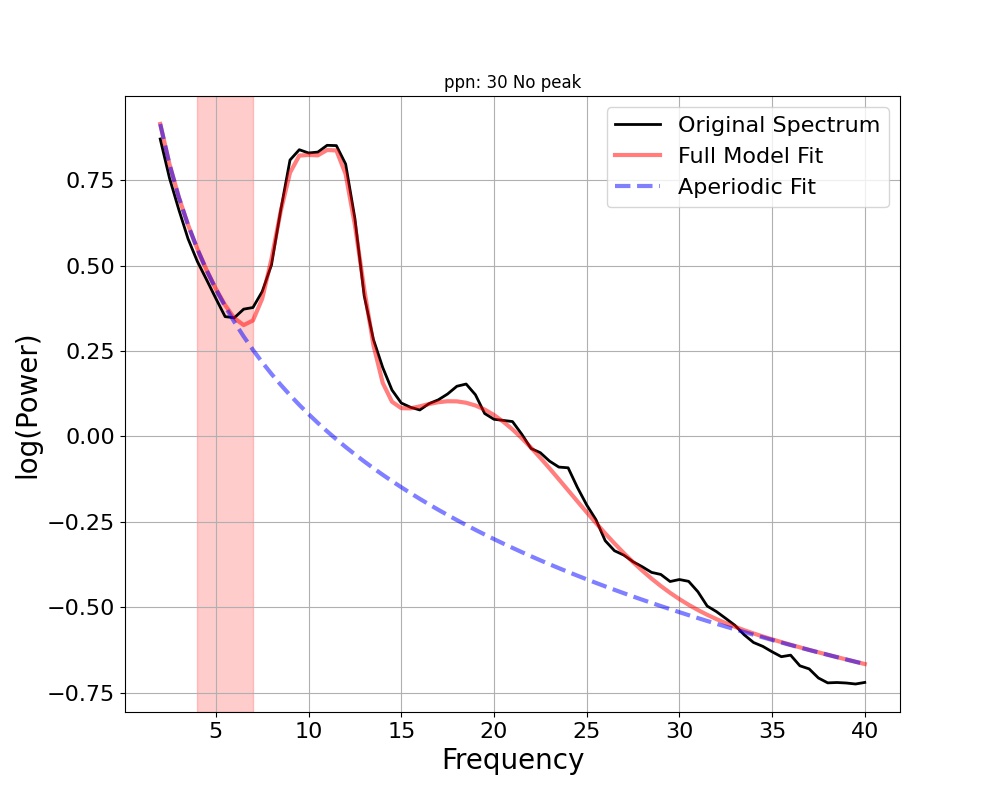 ppn: 30 No peak
Original Spectrum
Full Model Fit
Aperiodic Fit
log(Power)
0.75
0.50
0.25
0.00
−0.25
−0.50
−0.75
5 10 15 20 25 30 35 40
Frequency